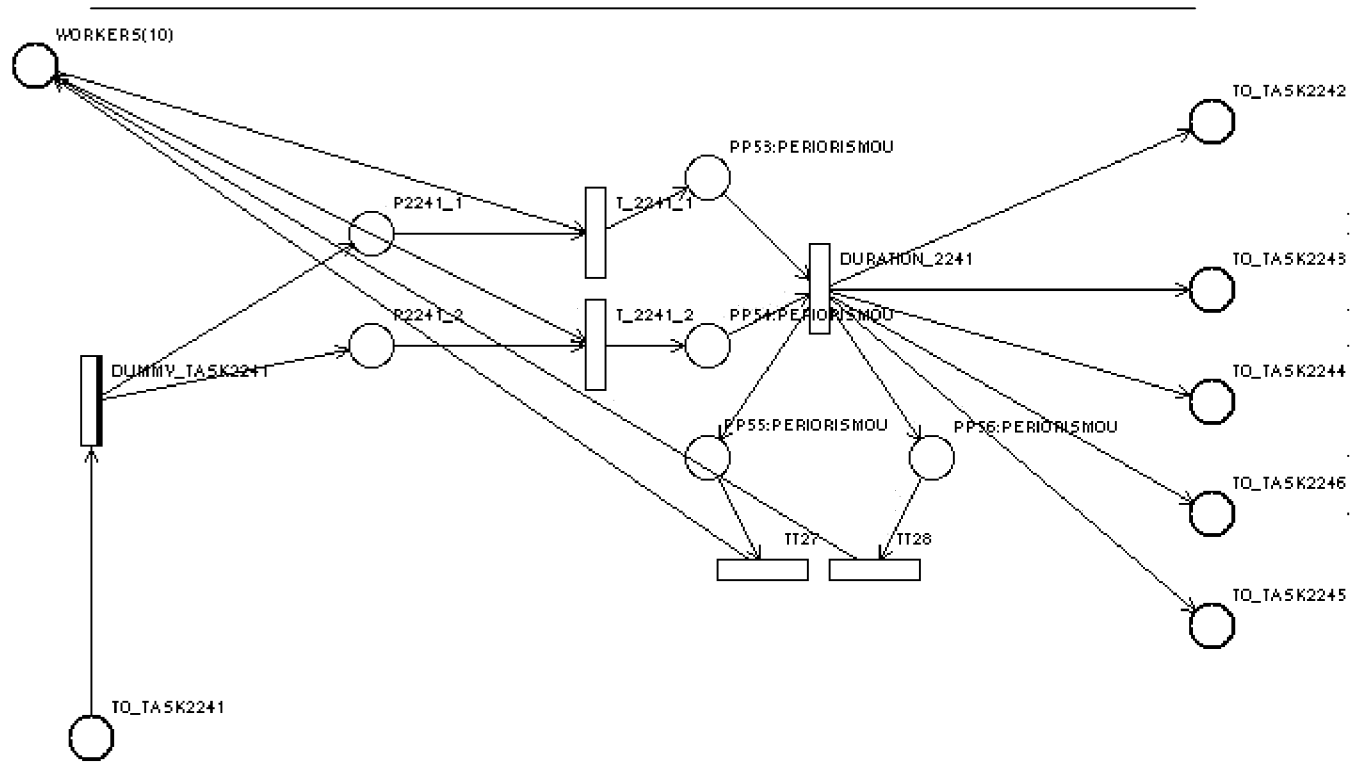 WORKERS(10)
TO_TASK2242
PP53:PERIORISMOU
P2241_1
T_2241_1
DURATION_2241
TO_TASK2243
P2241_2
T_2241_2
PP54:PERIORISMOU
DUMMY_TASK2241
TO_TASK2244
PP55:PERIORISMOU
PP56:PERIORISMOU
TO_TASK2246
TT27
TT28
TO_TASK2245
TO_TASK2241